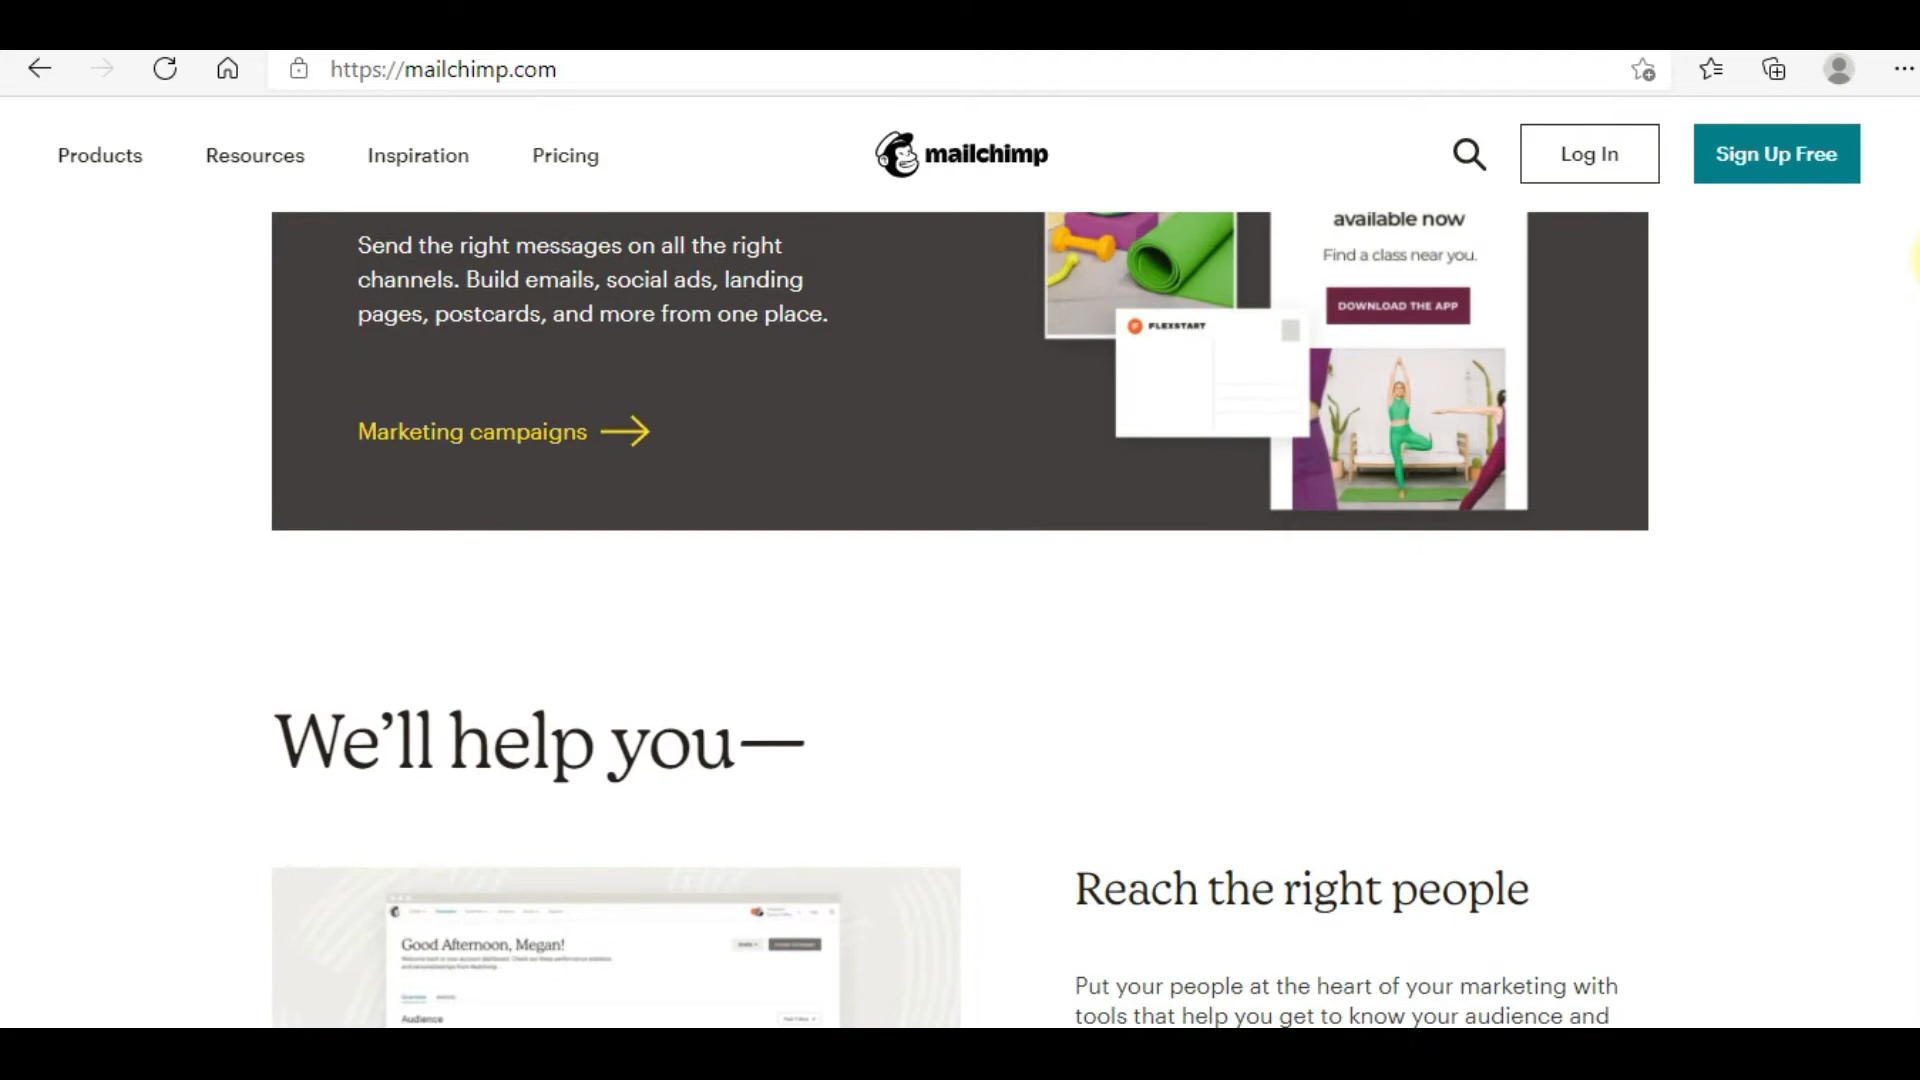 https://mailchimp.com
Products
Resources
Inspiration
Pricing
mailchimp
Log In
Sign Up Free
Send the right messages on all the right
channels. Build emails, social ads, landing
pages, postcards, and more from one place.
Marketing campaigns
available now
Find a class near you.
DOWNLOAD THE APP
FLEXSTART
We’ll help you—
Good Afternoon, Megan!
Audience
Reach the right people
Put your people at the heart of your marketing with
tools that help you get to know your audience and